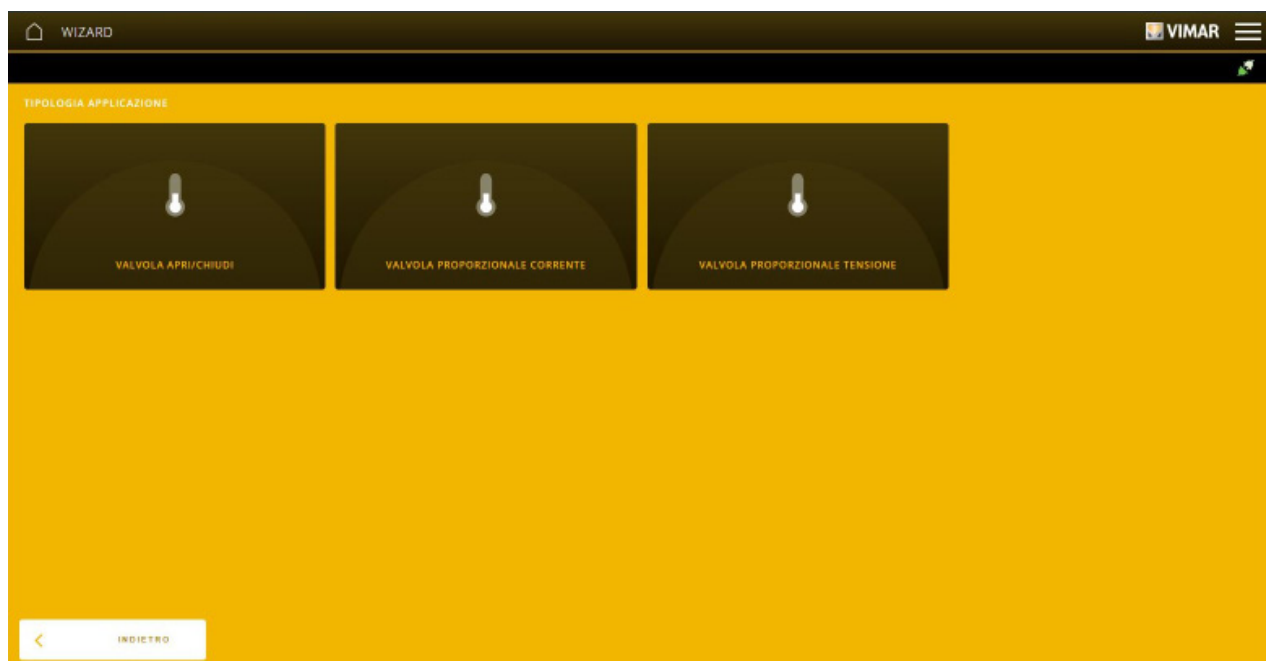 WIZARD
VIMAR
TIPOLOGIA APPLICAZIONE
VALVOLA APRI/CHIUDI
VALVOLA PROPORZIONALE CORRENTE
VALVOLA PROPORZIONALE TENSIONE
INDIETRO